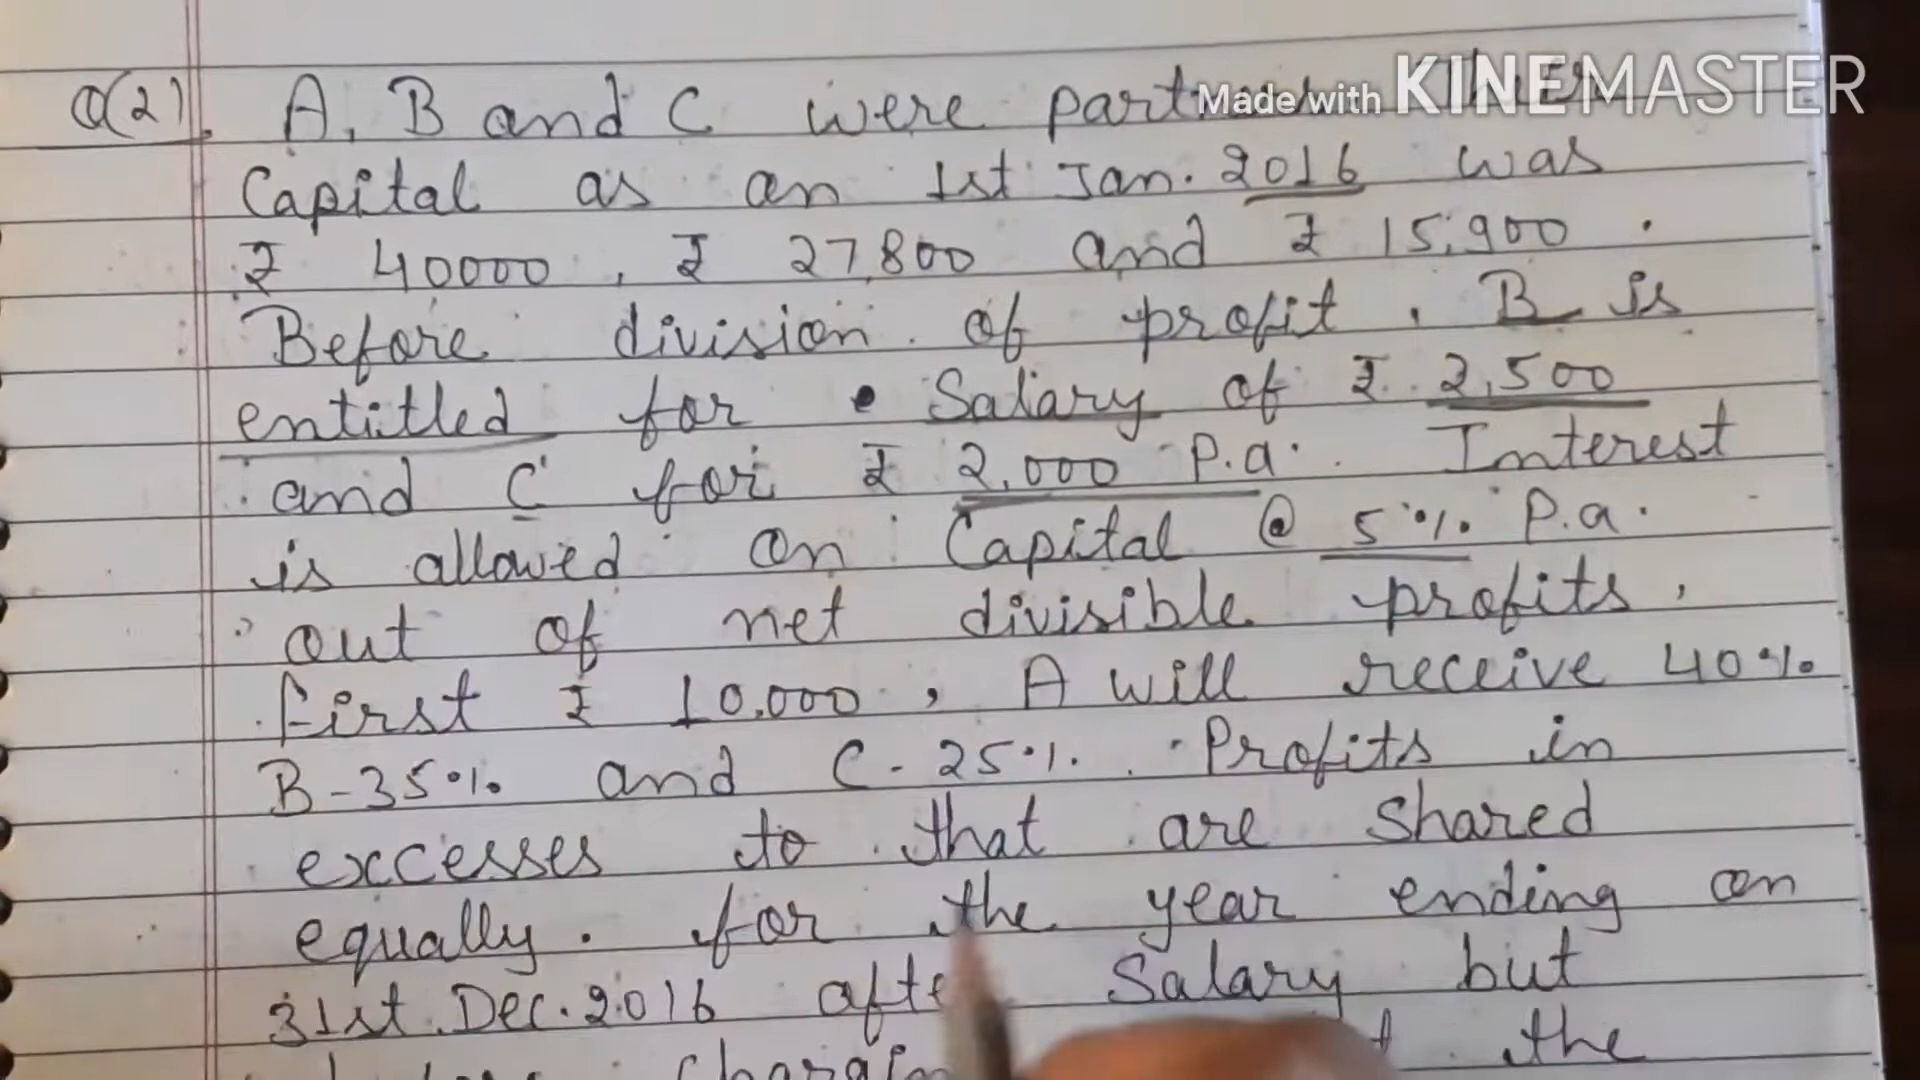 Q(2). A, B and C were
Made with KINEMASTER
Capital as on 1st Jan. 2016 was
₹ 40000, ₹ 27,800 and ₹ 15,900.
Before division of profit, B is
entitled for Salary of ₹ 2,500
and C for ₹ 2,000 P.a. Interest
is allowed on Capital @ 5% P.a.
out of net divisible profits,
first ₹ 10,000, A will receive 40%
B-35% and C-25%. Profits in
excesses to that are shared
equally. for the year ending on
31st Dec. 2016 Salary but
the